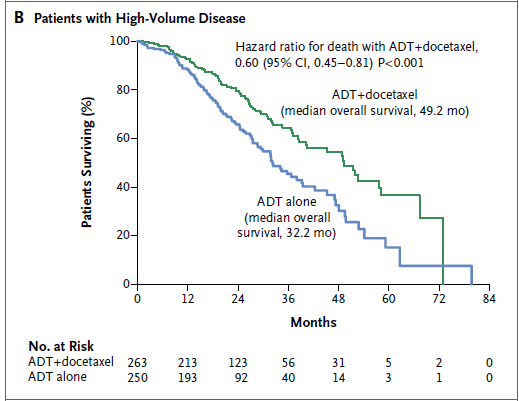 B Patients with High-Volume Disease
Hazard ratio for death with ADT+docetaxel,
0.60 (95% CI, 0.45–0.81) P<0.001
ADT+docetaxel
(median overall survival, 49.2 mo)
ADT alone
(median overall
survival, 32.2 mo)
Patients Surviving (%)
100
80
60
40
20
0
0 12 24 36 48 60 72 84
Months
No. at Risk
ADT+docetaxel 263 213 123 56 31 5 2 0
ADT alone 250 193 92 40 14 3 1 0